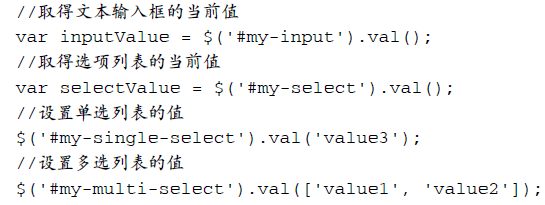 //取得文本输入框的当前值
var inputValue = $('#my-input').val();
//取得选项列表的当前值
var selectValue = $('#my-select').val();
//设置单选列表的值
$('#my-single-select').val('value3');
//设置多选列表的值
$('#my-multi-select').val(['value1', 'value2']);